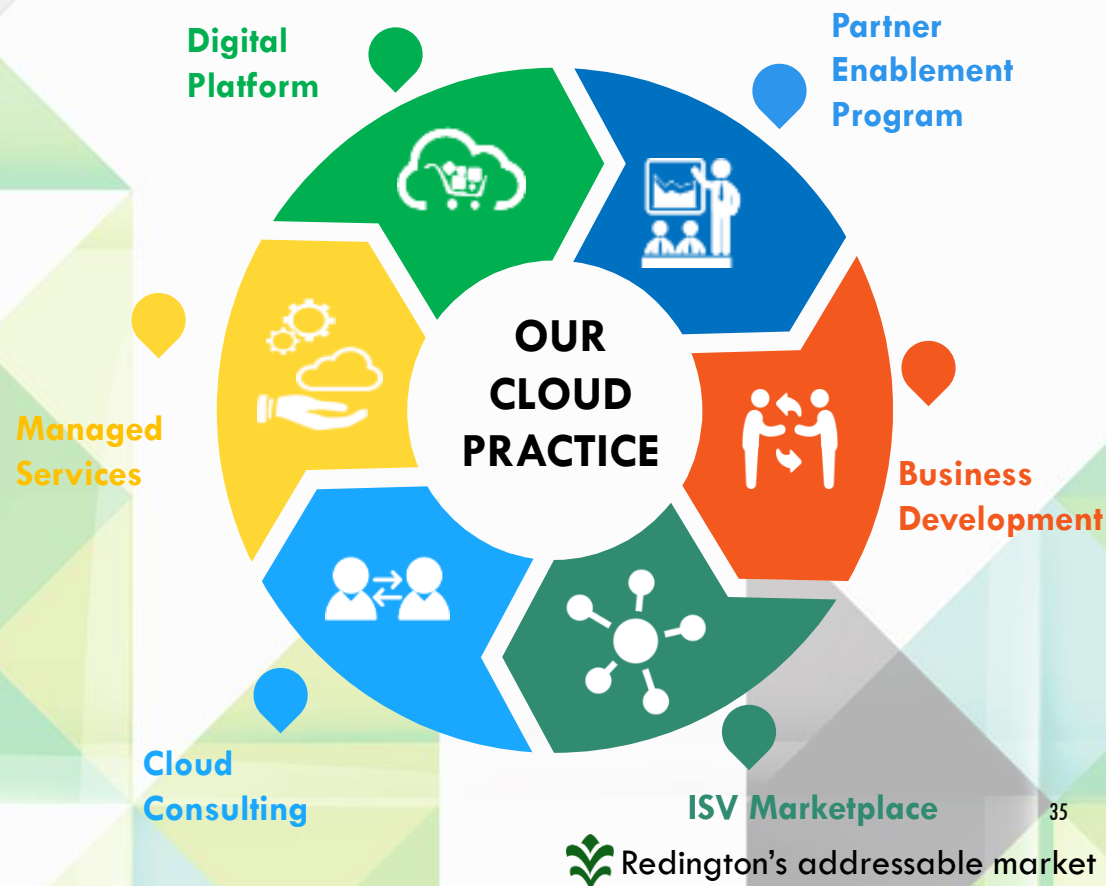 Digital
Platform
Partner
Enablement
Program
OUR
CLOUD
PRACTICE
Managed
Services
Business
Development
Cloud
Consulting
ISV Marketplace
35
Redington’s addressable market